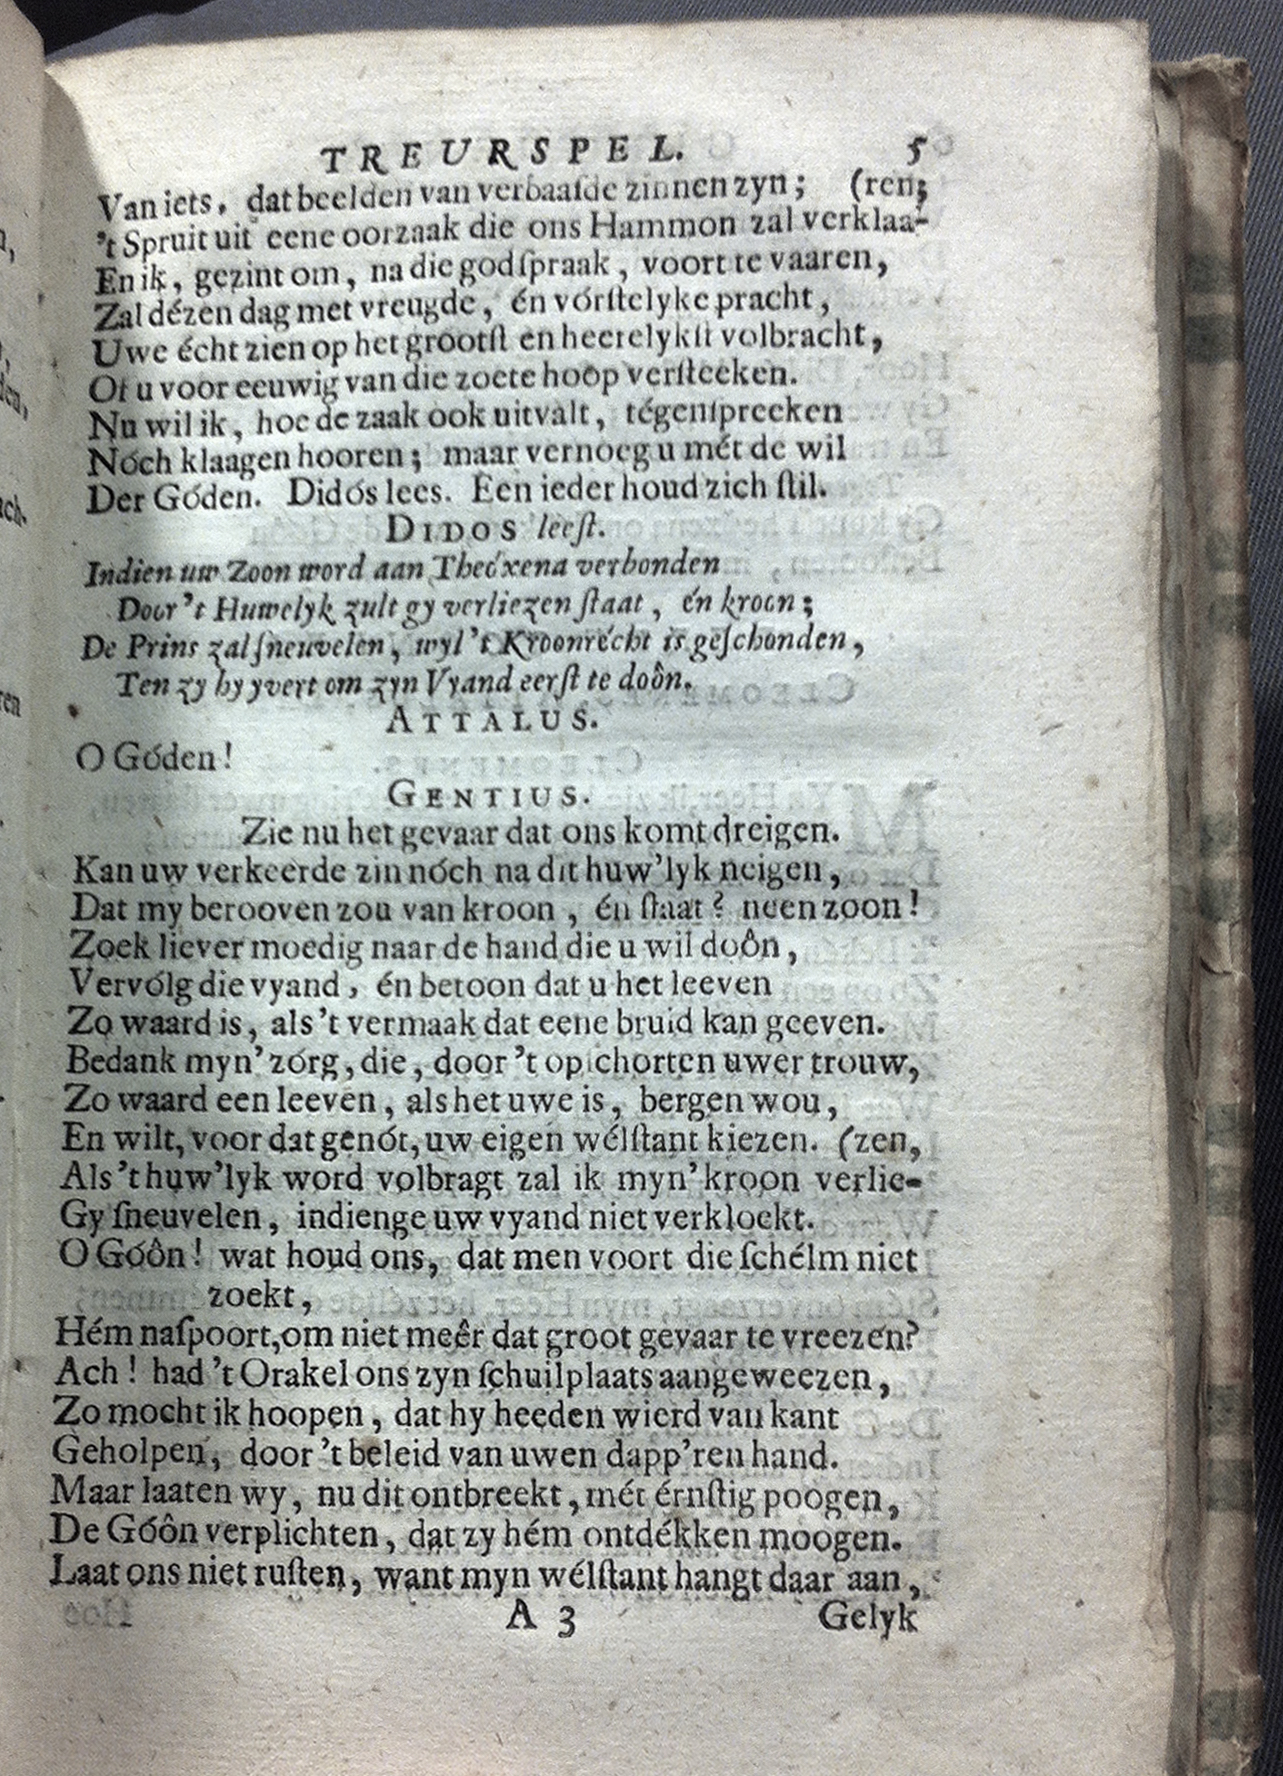 TREURSPEL. 5
Van iets, dat beelden van verbaaſde zinnen zyn; (ren;
't Spruit uit eene oorzaak die ons Hammon zal verklaa-
En ik, gezint om, na die godſpraak, voort te vaaren,
Zal dézen dag met vreugde, én vórſtelyke pracht,
Uwe écht zien op het grootſt en heerelykſt volbracht,
Of u voor eeuwig van die zoete hoop verſteeken.
Nu wil ik, hoe de zaak ook uitvalt, tégenſpreeken
Nóch klaagen hooren; maar vernoeg u mét de wil
Der Góden. Didós lees. Een ieder houd zich ſtil.
DIDOS leeſt.
Indien uw Zoon word aan Theóxena verbonden
Door 't Huwelyk zult gy verliezen ſtaat, én kroon;
De Prins zal ſneuvelen, wyl 't Kroonrécht is geſchonden,
Ten zy hy yvert om zyn Vyand eerſt te doôn.
ATTALUS.
O Góden!
GENTIUS.
Zie nu het gevaar dat ons komt dreigen.
Kan uw verkeerde zin nóch na dit huw'lyk neigen,
Dat my berooven zou van kroon, én ſtaat? neen zoon!
Zoek liever moedig naar de hand die u wil doôn,
Vervólg die vyand, én betoon dat u het leeven
Zo waard is, als 't vermaak dat eene bruid kan geeven.
Bedank myn' zórg, die, door 't opſchorten uwer trouw,
Zo waard een leeven, als het uwe is, bergen wou,
En wilt, voor dat genót, uw eigen wélſtant kiezen. (zen,
Als 't huw'lyk word volbragt zal ik myn' kroon verlie-
Gy ſneuvelen, indien ge uw vyand niet verkloekt.
O Góôn! wat houd ons, dat men voort die ſchélm niet
zoekt,
Hém naſpoort, om niet meêr dat groot gevaar te vreezen?
Ach! had 't Orakel ons zyn ſchuilplaats aangeweezen,
Zo mocht ik hoopen, dat hy heeden wierd van kant
Geholpen, door 't beleid van uwen dapp'ren hand.
Maar laaten wy, nu dit ontbreekt, mét érnſtig poogen,
De Góôn verplichten, dat zy hém ontdékken moogen.
Laat ons niet ruſten, want myn wélſtant hangt daar aan,
A 3 Gelyk